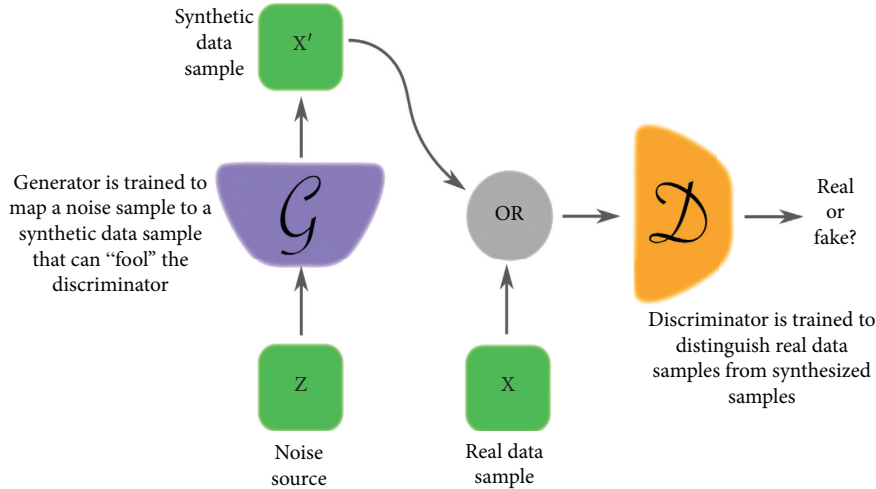 Synthetic
data
sample
X′
Generator is trained to
map a noise sample to a
synthetic data sample
that can “fool” the
discriminator
G
OR
D
Real
or
fake?
Discriminator is trained to
distinguish real data
samples from synthesized
samples
Z
X
Noise
source
Real data
sample